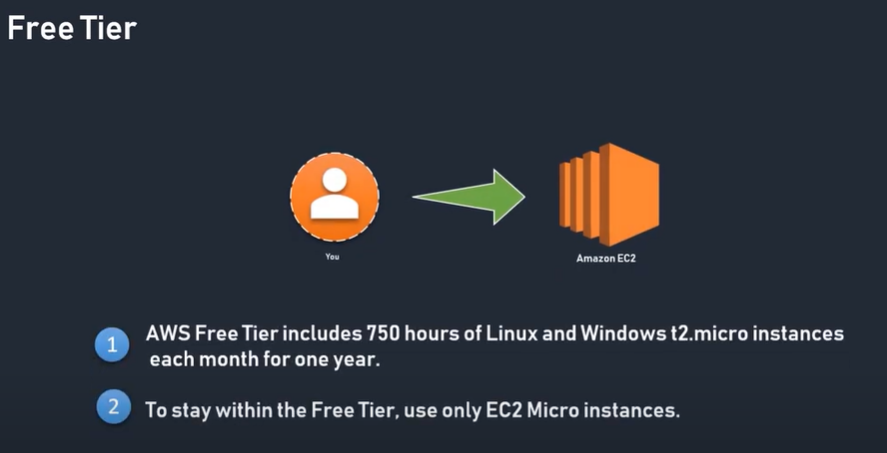 Free Tier
You
Amazon EC2
1
AWS Free Tier includes 750 hours of Linux and Windows t2.micro instances
each month for one year.
2
To stay within the Free Tier, use only EC2 Micro instances.